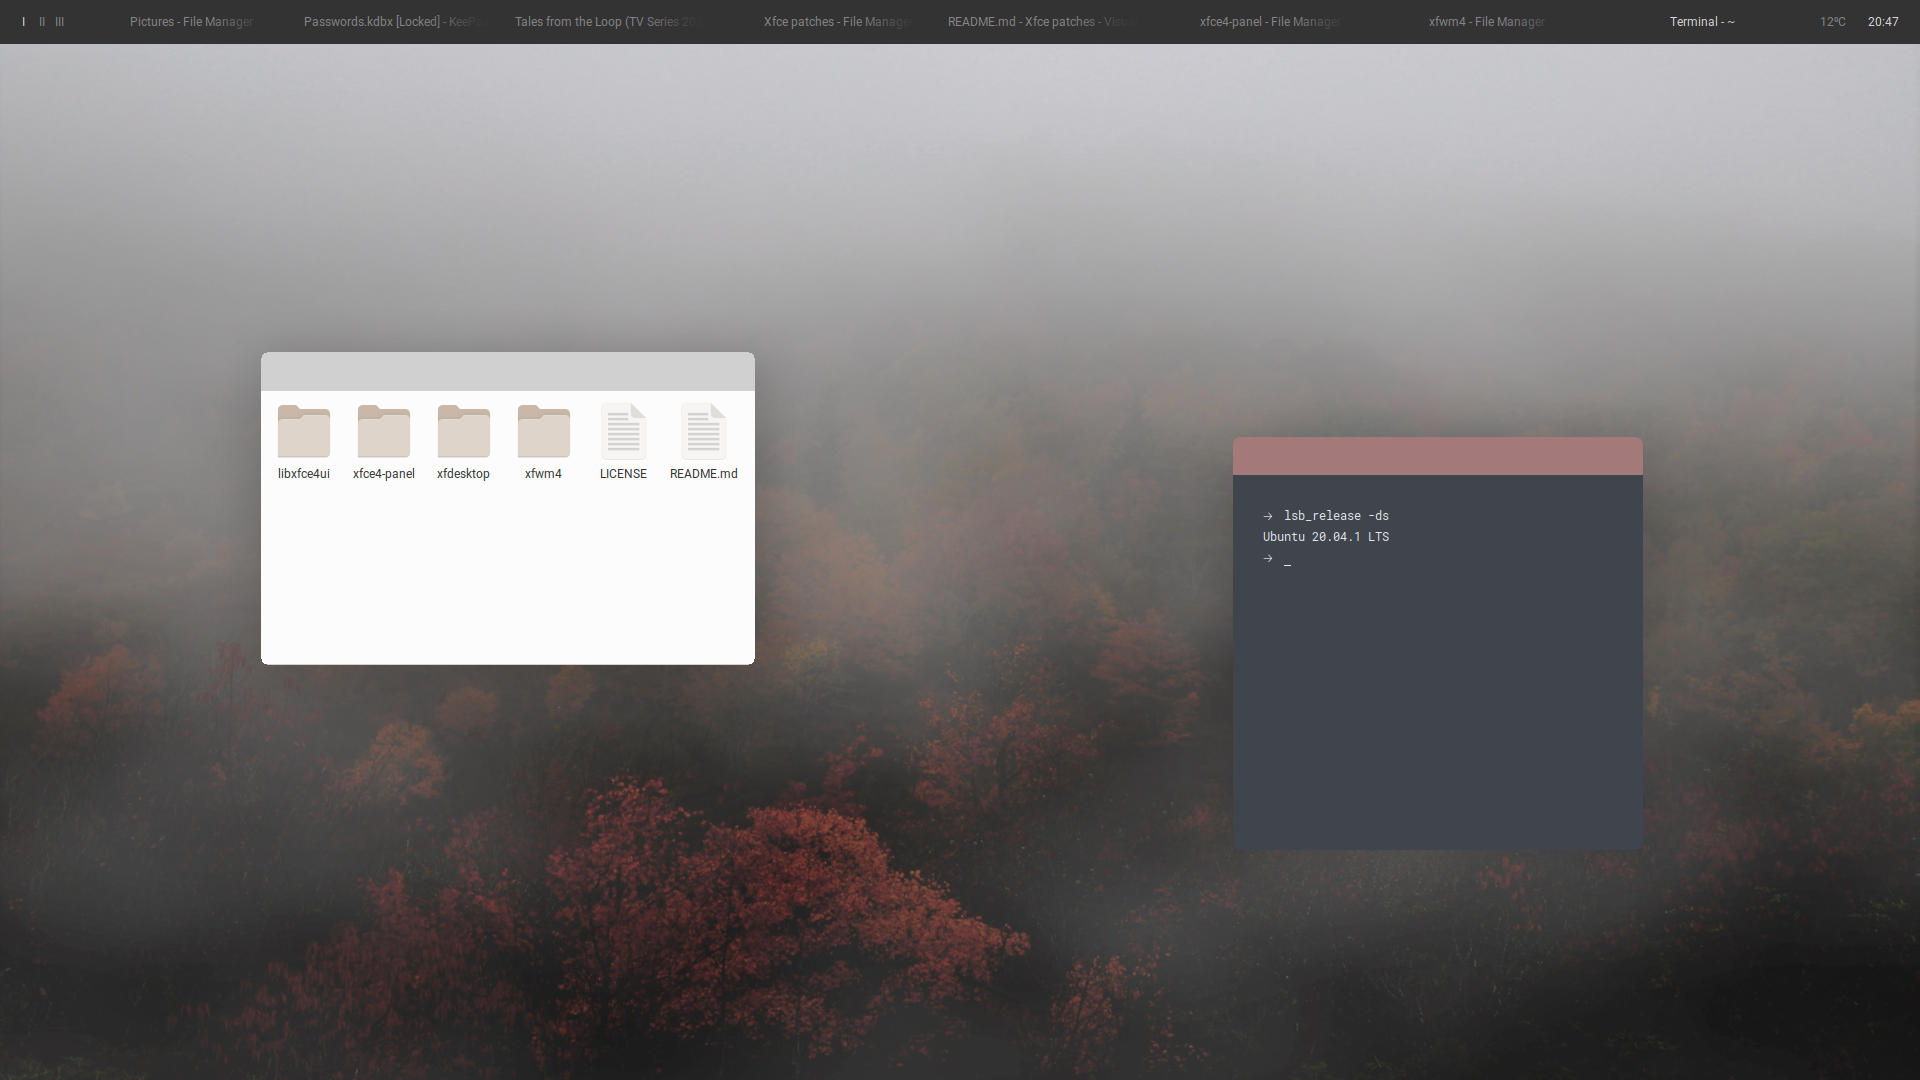 I II III
Pictures - File Manager
Passwords.kdbx [Locked] - KeeP
Tales from the Loop (TV Series 20
Xfce patches - File Manager
README.md - Xfce patches - Visual
xfce4-panel - File Manager
xfwm4 - File Manager
Terminal - ~
12ºC
20:47
libxfce4ui
xfce4-panel
xfdesktop
xfwm4
LICENSE
README.md
→ lsb_release -ds
Ubuntu 20.04.1 LTS
→ _